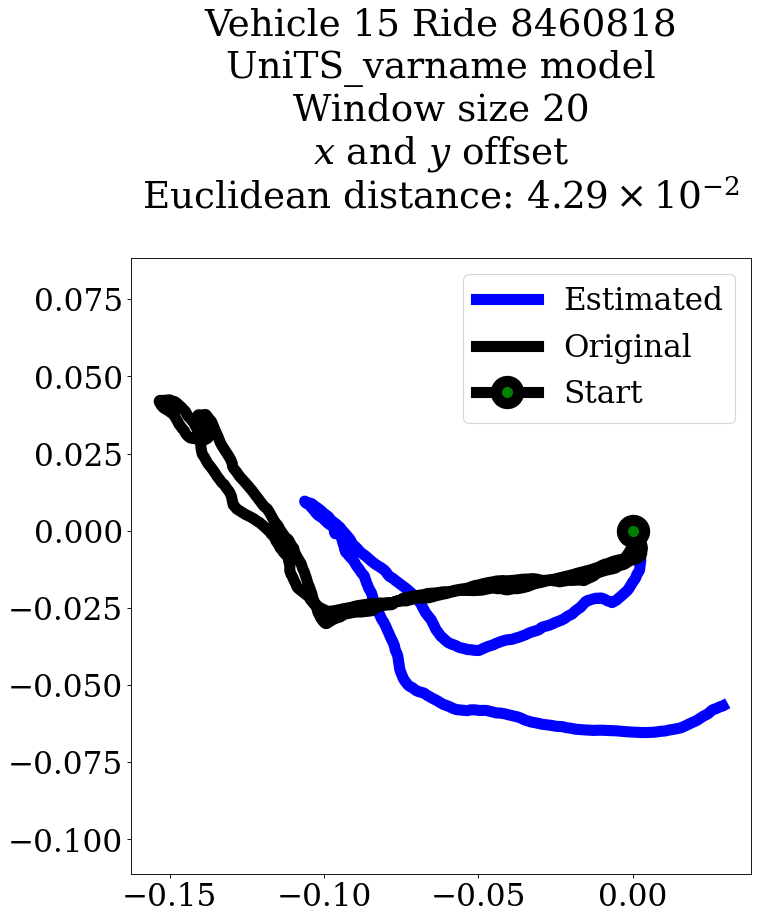 Vehicle 15 Ride 8460818
UniTS_varname model
Window size 20
x and y offset
Euclidean distance: 4.29 × 10⁻²
Estimated
Original
Start
0.075
0.050
0.025
0.000
−0.025
−0.050
−0.075
−0.100
−0.15 −0.10 −0.05 0.00